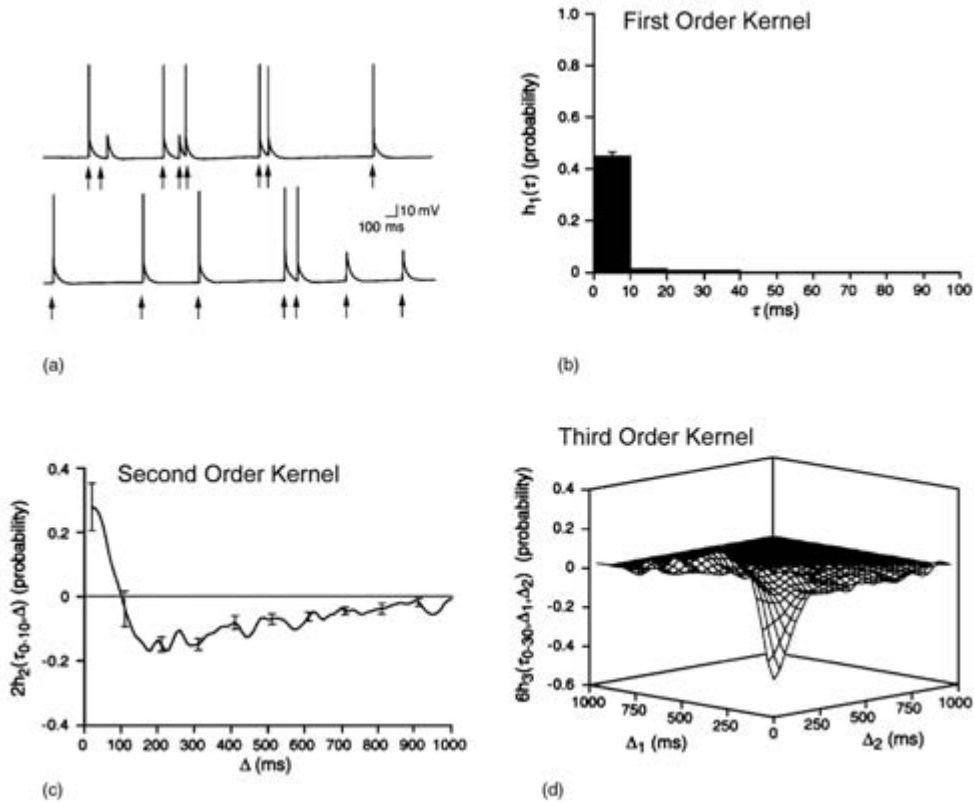 10 mV
100 ms
(a)
First Order Kernel
h₁(τ) (probability)
1.0
0.8
0.6
0.4
0.2
0
0 10 20 30 40 50 60 70 80 90 100
τ (ms)
(b)
Second Order Kernel
2h₂(τ₀₋₁₀,Δ) (probability)
0.4
0.2
0
-0.2
-0.4
0 100 200 300 400 500 600 700 800 900 1000
Δ (ms)
(c)
Third Order Kernel
6h₃(τ₀₋₃₀,Δ₁,Δ₂) (probability)
0.4
0.2
0
-0.2
-0.4
-0.6
1000 750 500 250 0 250 500 750 1000
Δ₁ (ms)
Δ₂ (ms)
(d)